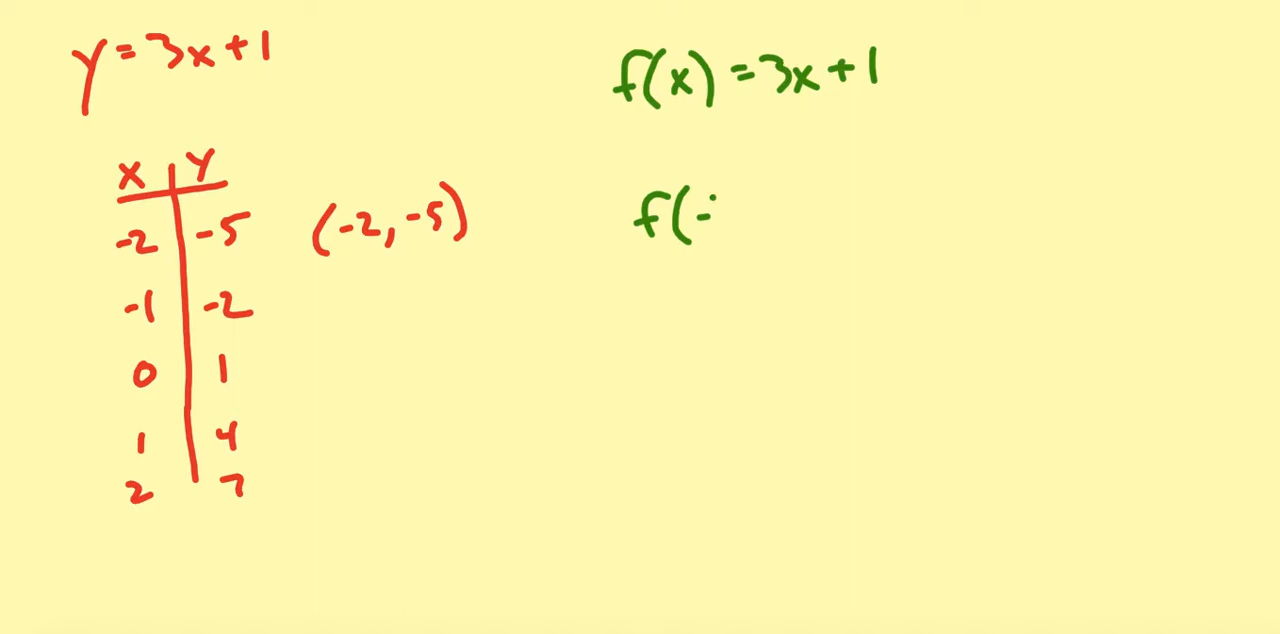 y = 3x + 1
x | y
-2 | -5
(-2, -5)
-1 | -2
0 | 1
1 | 4
2 | 7
f(x) = 3x + 1
f(-